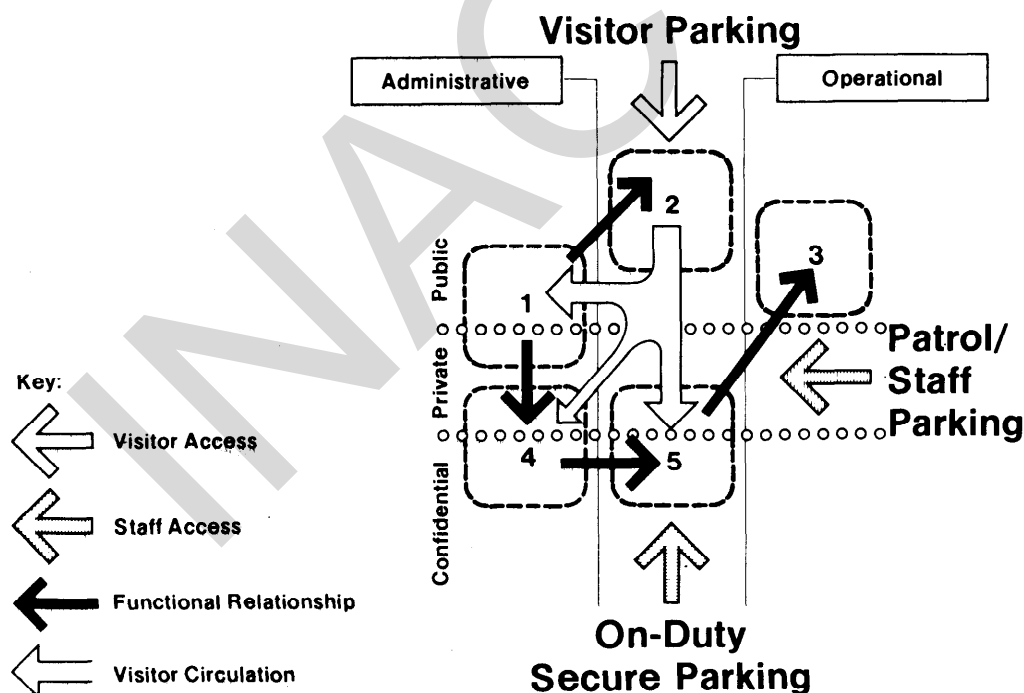 Visitor Parking
Administrative
Operational
2
3
1
Public
Private
Confidential
Patrol/
Staff
Parking
4
5
Key:
Visitor Access
Staff Access
Functional Relationship
Visitor Circulation
On-Duty
Secure Parking
INAC